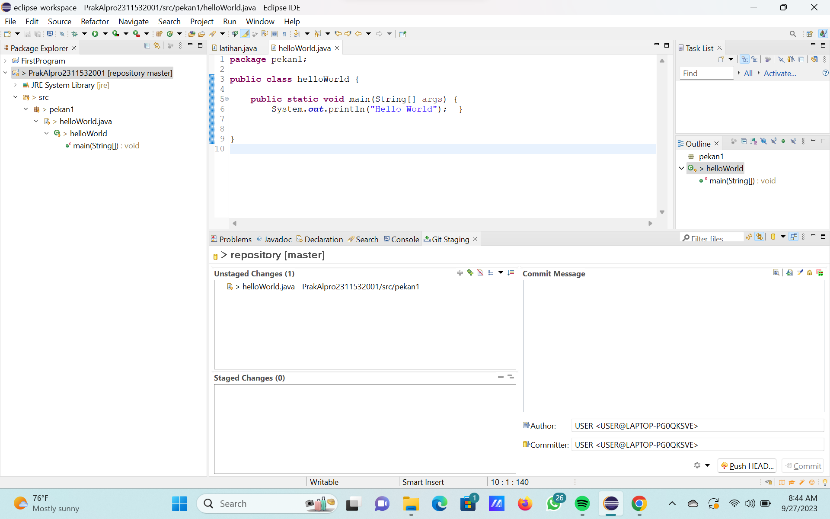 eclipse workspace - PrakAlpro2311532001/src/pekan1/helloWorld.java - Eclipse IDE
File Edit Source Refactor Navigate Search Project Run Window Help
Package Explorer
FirstProgram
> PrakAlpro2311532001 [repository master]
JRE System Library [jre]
> src
> pekan1
> helloWorld.java
> helloWorld
main(String[]) : void
latihan.java helloWorld.java
1 package pekan1;
2
3 public class helloWorld {
4
5 public static void main(String[] args) {
6 System.out.println("Hello World"); }
7
8
9 }
10
Task List
Find All Activate...
Outline
pekan1
> helloWorld
main(String[]) : void
Problems Javadoc Declaration Search Console Git Staging
Filter files
> repository [master]
Unstaged Changes (1)
> helloWorld.java - PrakAlpro2311532001/src/pekan1
Staged Changes (0)
Commit Message
Author: USER <USER@LAPTOP-PG0QKSVE>
Committer: USER <USER@LAPTOP-PG0QKSVE>
Push HEAD... Commit
Writable Smart Insert 10 : 1 : 140
76°F
Mostly sunny
Search
1
26
8:44 AM
9/27/2023